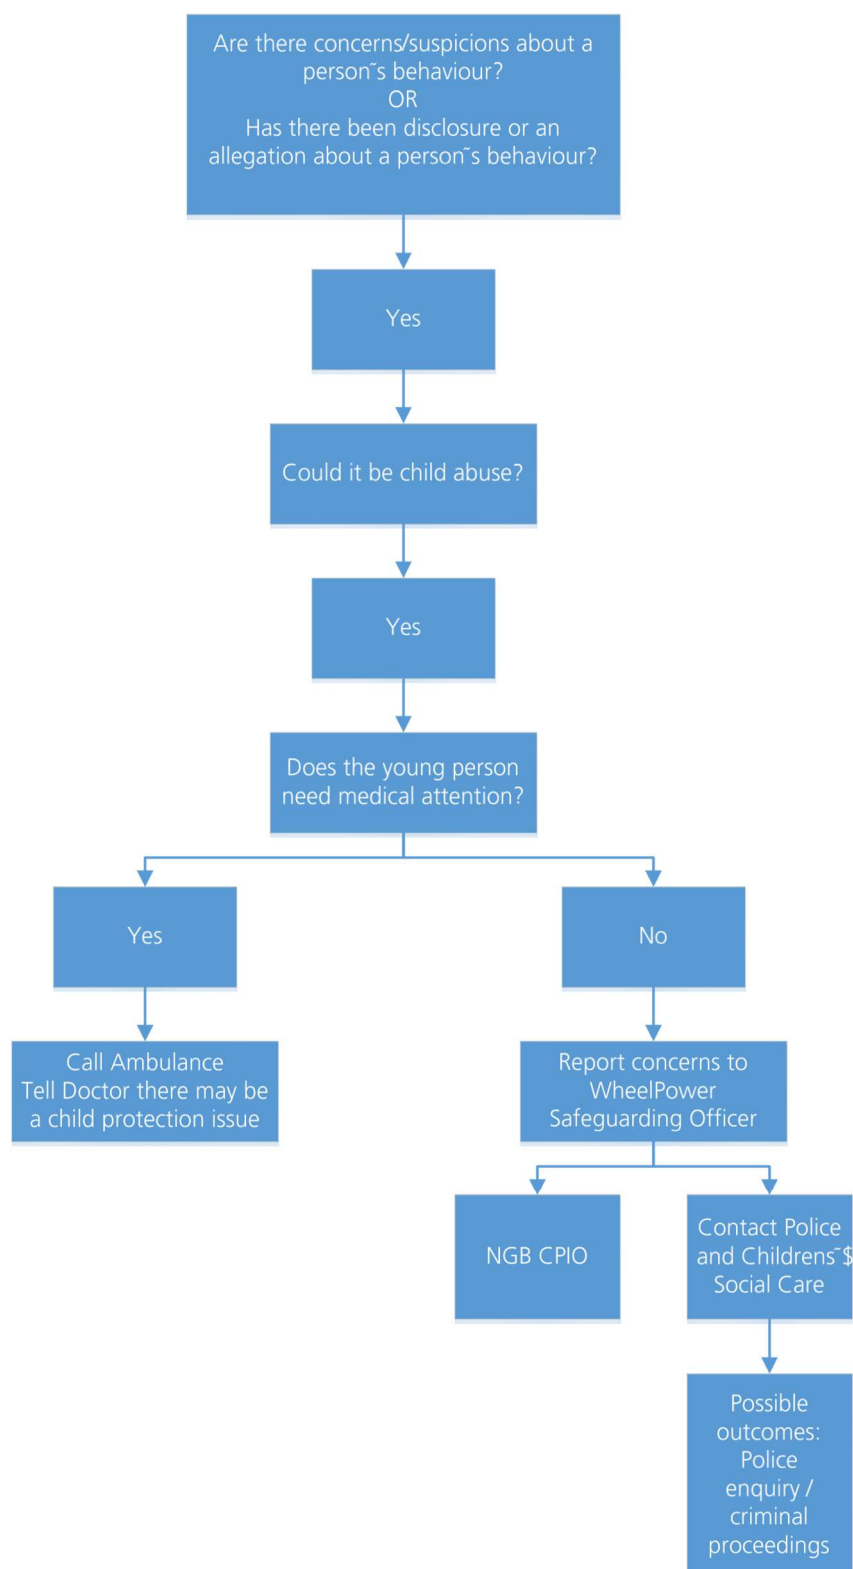 Are there concerns/suspicions about a
person˜s behaviour?
OR
Has there been disclosure or an
allegation about a person˜s behaviour?
Yes
Could it be child abuse?
Yes
Does the young person
need medical attention?
Yes
No
Call Ambulance
Tell Doctor there may be
a child protection issue
Report concerns to
WheelPower
Safeguarding Officer
NGB CPIO
Contact Police
and Childrens˜$
Social Care
Possible
outcomes:
Police
enquiry /
criminal
proceedings